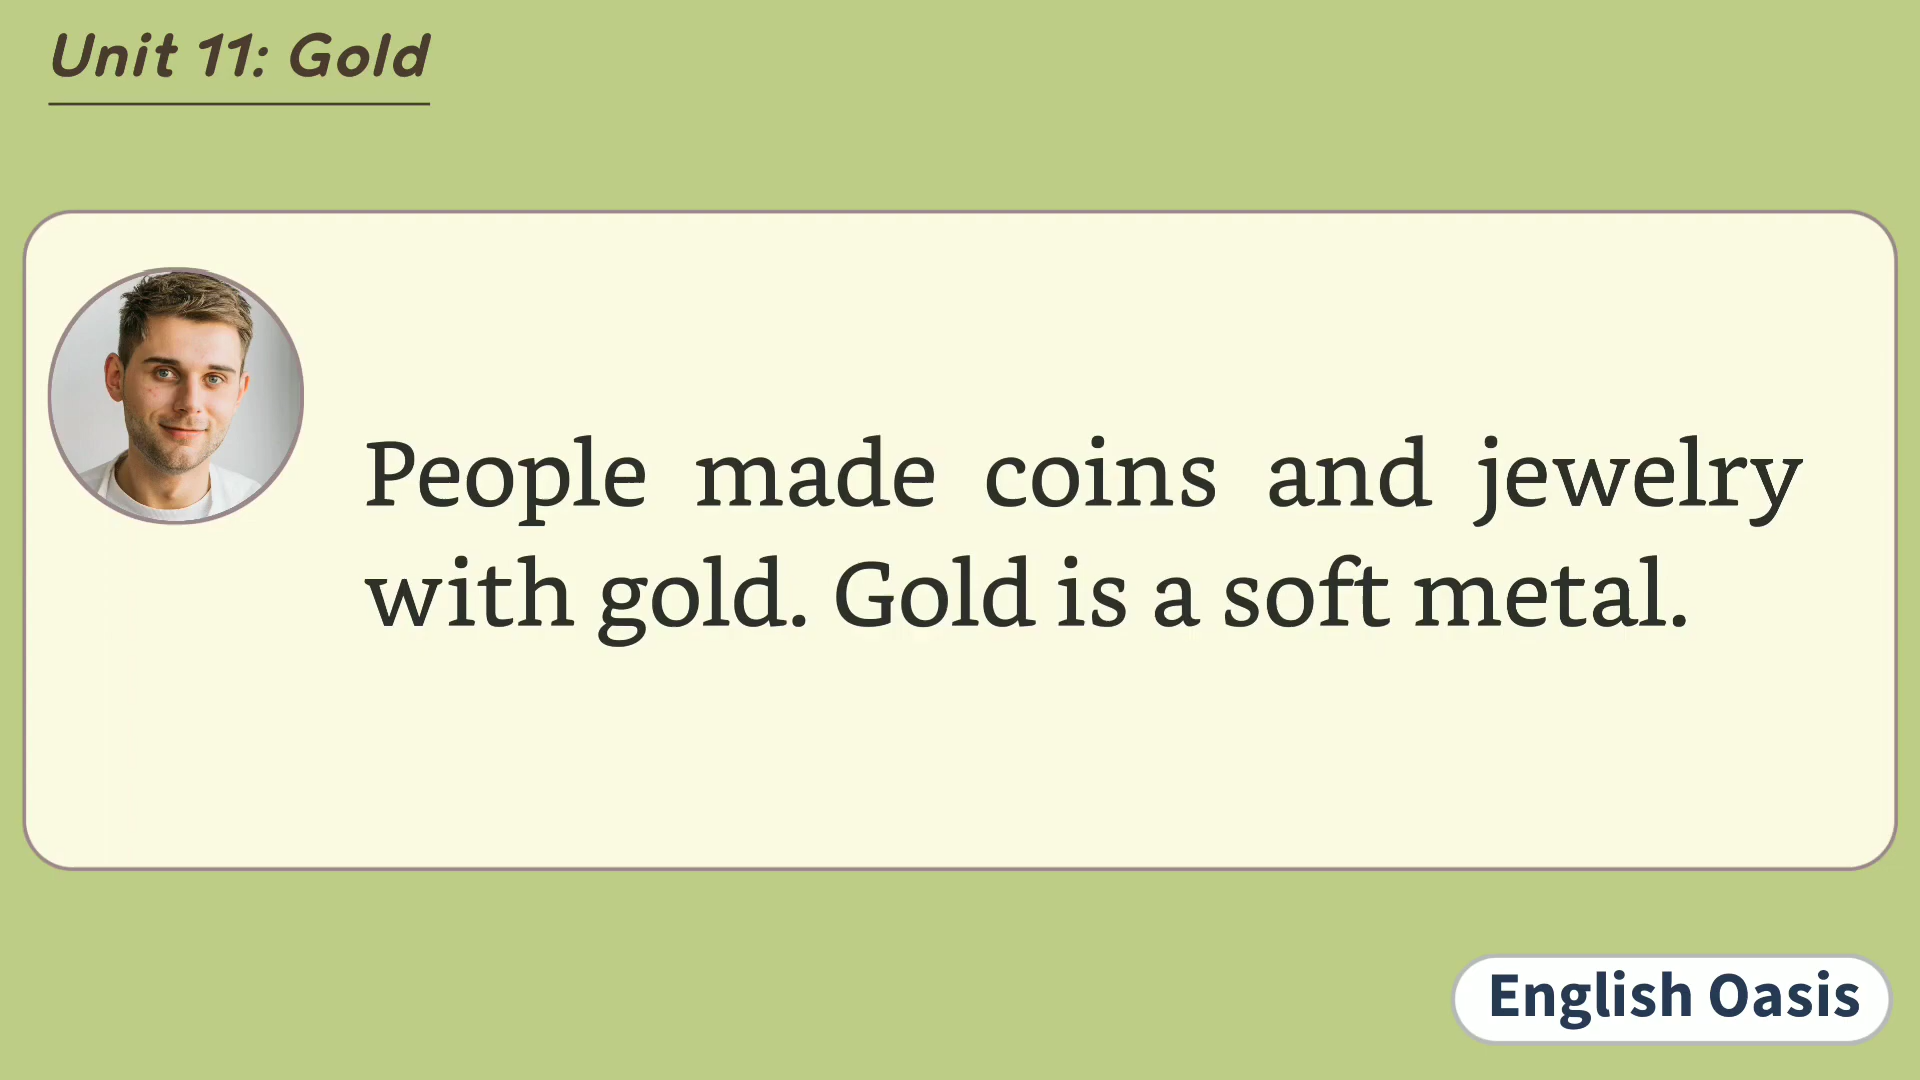 Unit 11: Gold
People made coins and jewelry
with gold. Gold is a soft metal.
English Oasis